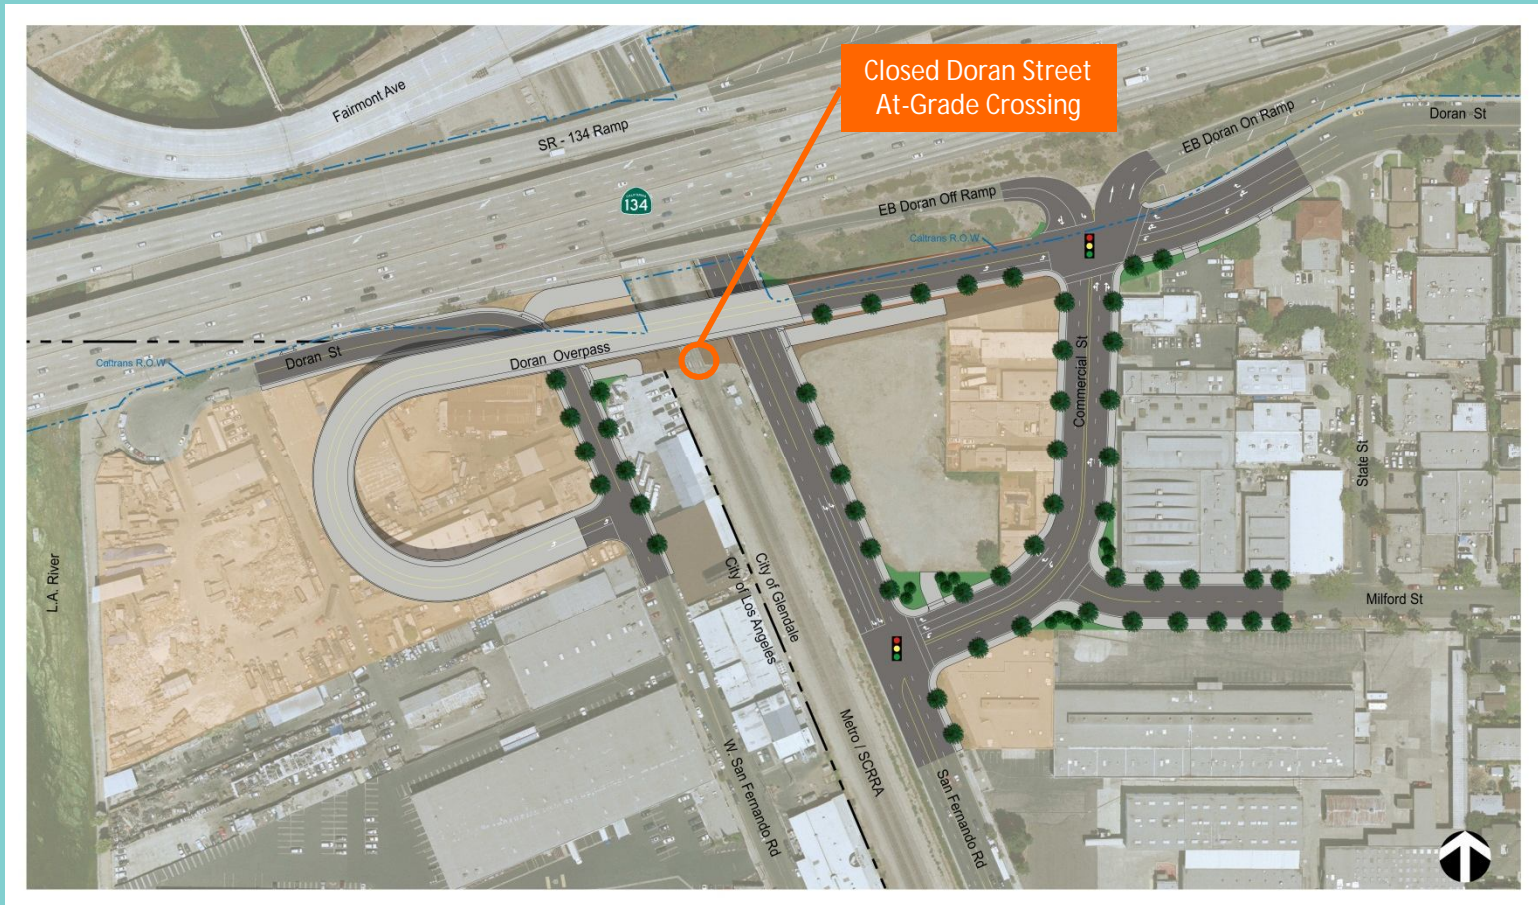 Closed Doran Street
At-Grade Crossing
Fairmont Ave
SR - 134 Ramp
CALIFORNIA
134
EB Doran On Ramp
Doran St
EB Doran Off Ramp
Caltrans R.O.W
Doran St
Doran Overpass
Caltrans R.O.W
Commercial St
State St
L.A. River
City of Glendale
City of Los Angeles
Milford St
Metro / SCRRA
W. San Fernando Rd
San Fernando Rd